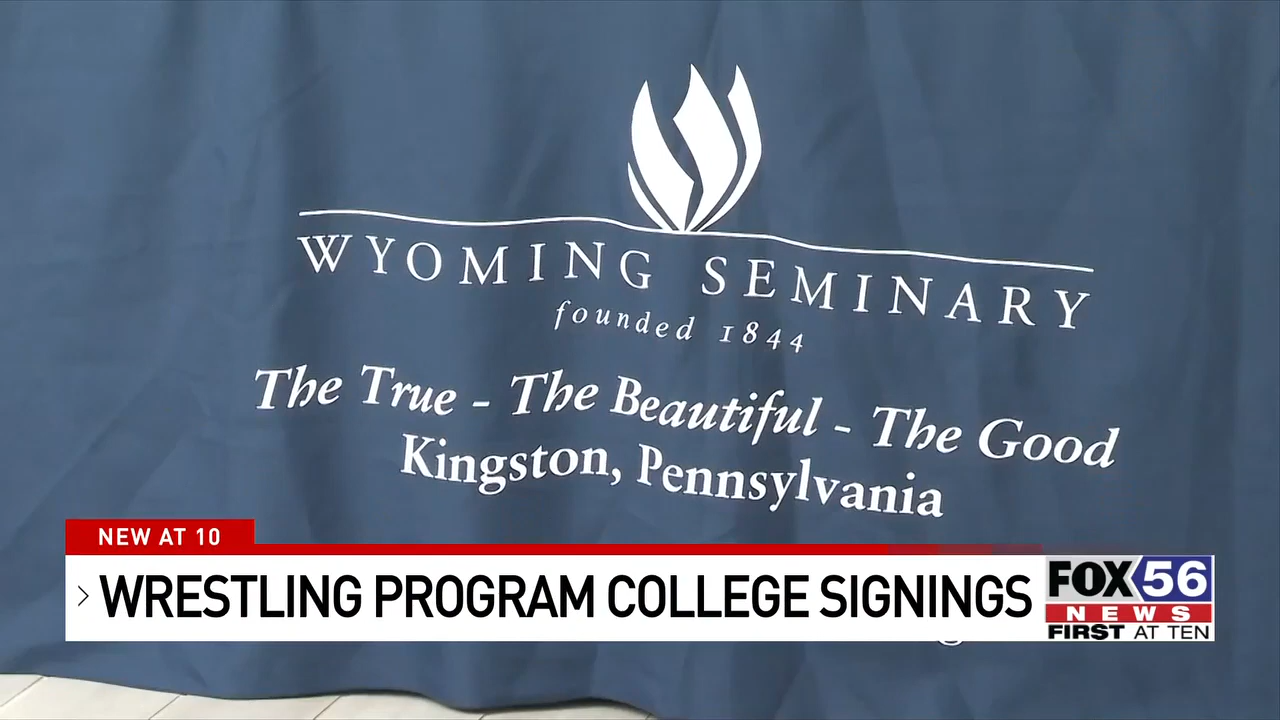 WYOMING SEMINARY
founded 1844
The True - The Beautiful - The Good
Kingston, Pennsylvania
NEW AT 10
WRESTLING PROGRAM COLLEGE SIGNINGS
FOX 56
NEWS
FIRST AT TEN